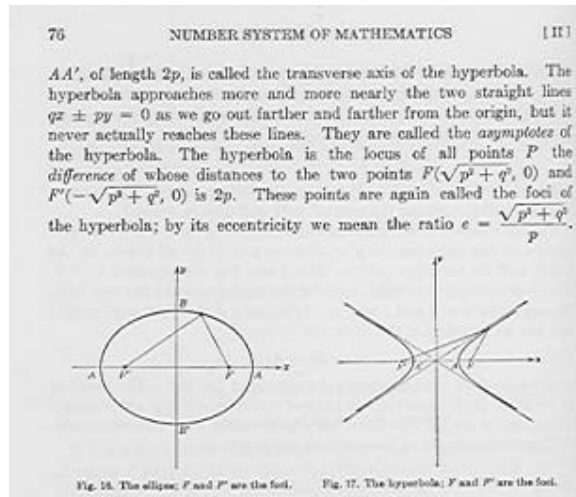 76 NUMBER SYSTEM OF MATHEMATICS [II]
AA′, of length 2p, is called the transverse axis of the hyperbola. The
hyperbola approaches more and more nearly the two straight lines
qx ± py = 0 as we go out farther and farther from the origin, but it
never actually reaches these lines. They are called the asymptotes of
the hyperbola. The hyperbola is the locus of all points P the
difference of whose distances to the two points F(√(p² + q²), 0) and
F′(−√(p² + q²), 0) is 2p. These points are again called the foci of
the hyperbola; by its eccentricity we mean the ratio e = √(p² + q²)/p.
y
B
A F′ F A x
B′
y
F′ A′ A F x
Fig. 16. The ellipse; F and F′ are the foci. Fig. 17. The hyperbola; F and F′ are the foci.